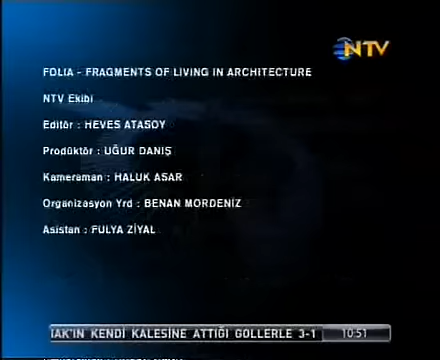 NTV
FOLIA - FRAGMENTS OF LIVING IN ARCHITECTURE
NTV Ekibi
Editör : HEVES ATASOY
Prodüktör : UĞUR DANIŞ
Kameraman : HALUK ASAR
Organizasyon Yrd : BENAN MORDENİZ
Asistan : FULYA ZİYAL
IAK'IN KENDİ KALESİNE ATTIĞI GOLLERLE 3-1
10:51